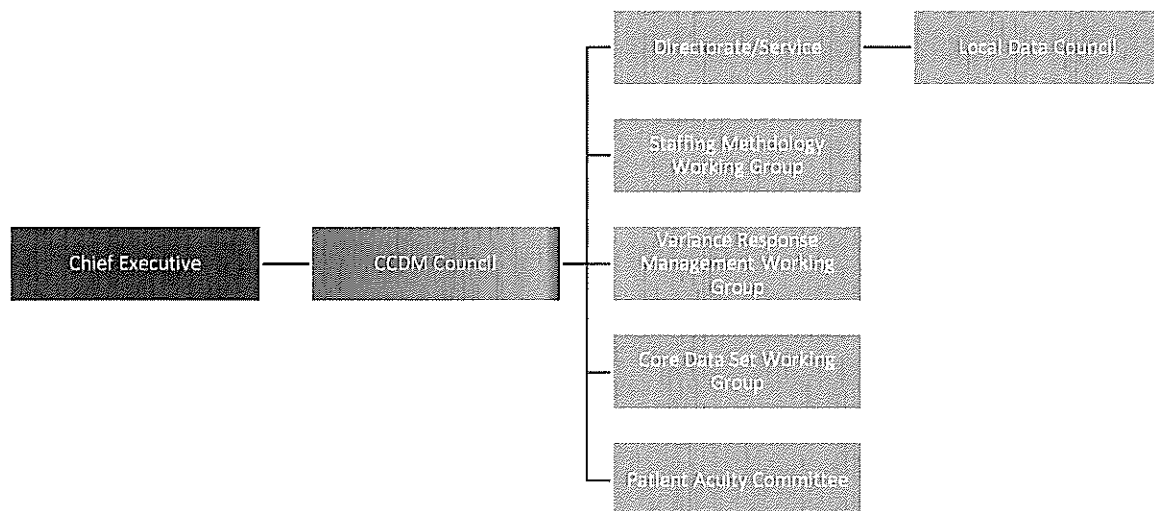 Directorate/Service
Local Data Council
Staffing Methdology
Working Group
Chief Executive
CCDM Council
Variance Response
Management Working
Group
Core Data Set Working
Group
Patient Acuity Committee